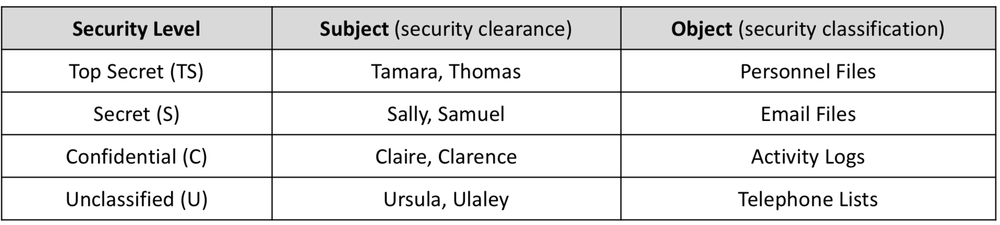 Security Level Subject (security clearance) Object (security classification)
Top Secret (TS) Tamara, Thomas Personnel Files
Secret (S) Sally, Samuel Email Files
Confidential (C) Claire, Clarence Activity Logs
Unclassified (U) Ursula, Ulaley Telephone Lists